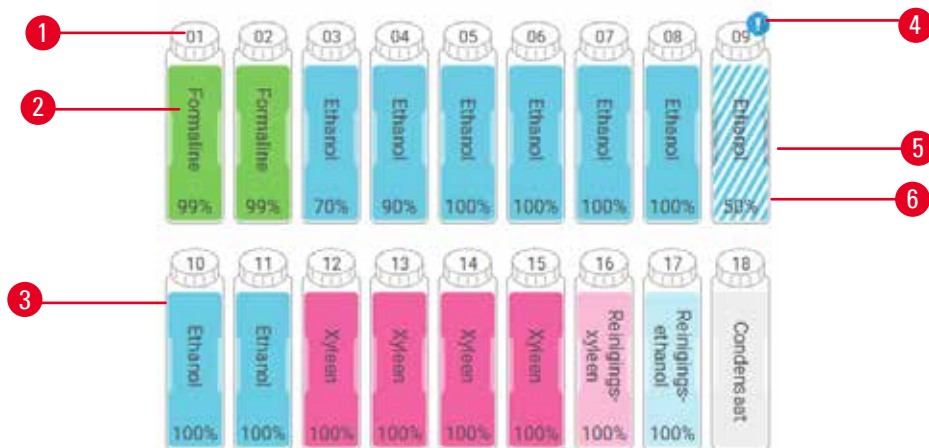 1
01 02 03 04 05 06 07 08 09
4
2
Formaline Formaline Ethanol Ethanol Ethanol Ethanol Ethanol Ethanol Ethanol
5
99% 99% 70% 90% 100% 100% 100% 100% 50%
6
10 11 12 13 14 15 16 17 18
3
Ethanol Ethanol Xyleen Xyleen Xyleen Xyleen Reinigings-xyleen Reinigings-ethanol Condensaat
100% 100% 100% 100% 100% 100% 100% 100%